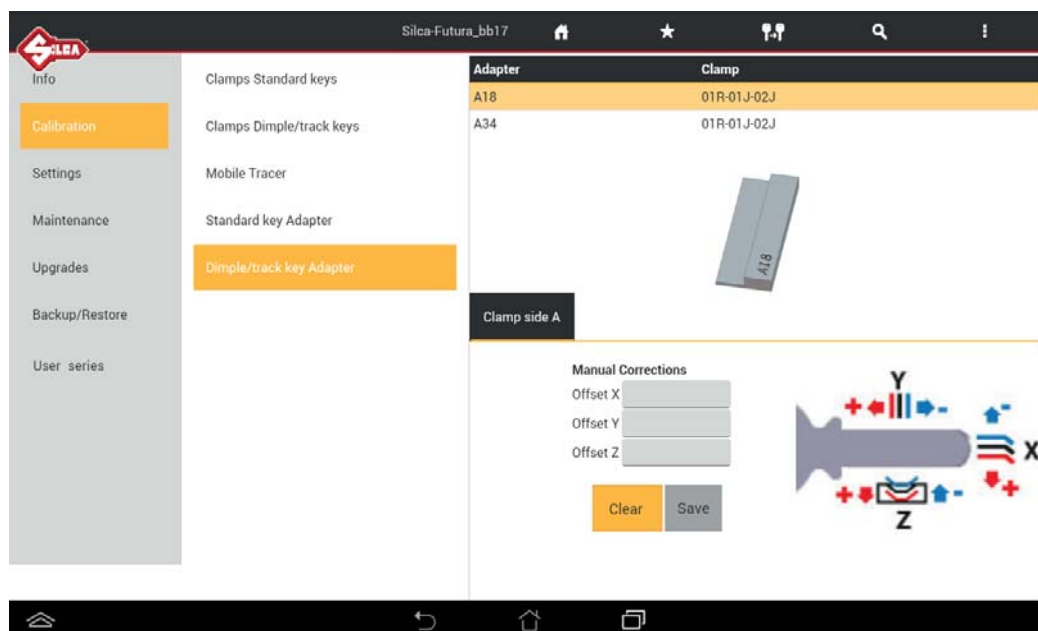 Silca-Futura_bb17
SILCA
Info
Calibration
Settings
Maintenance
Upgrades
Backup/Restore
User series
Clamps Standard keys
Clamps Dimple/track keys
Mobile Tracer
Standard key Adapter
Dimple/track key Adapter
Adapter Clamp
A18 01R-01J-02J
A34 01R-01J-02J
A18
Clamp side A
Manual Corrections
Offset X
Offset Y
Offset Z
Clear Save
Y
+ -
-
X
+
+ -
Z